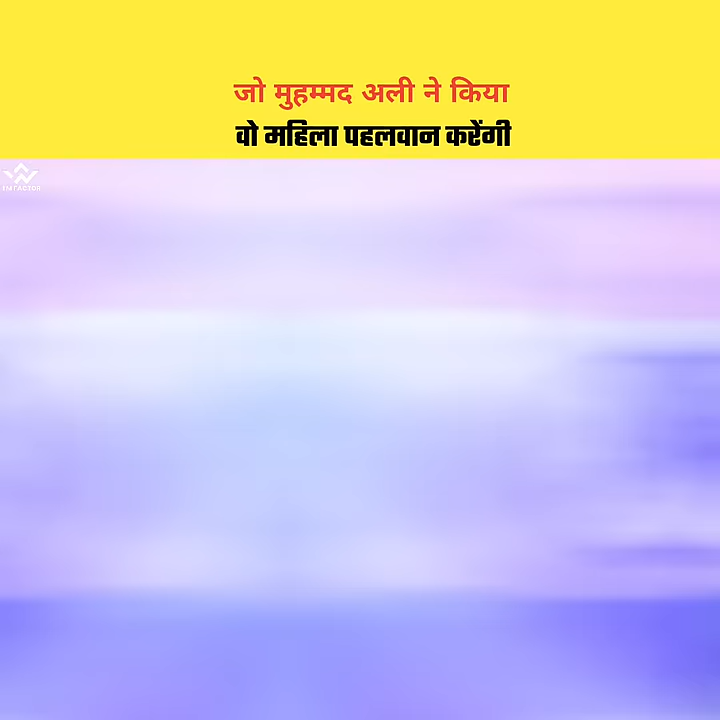 जो मुहम्मद अली ने किया
वो महिला पहलवान करेंगी